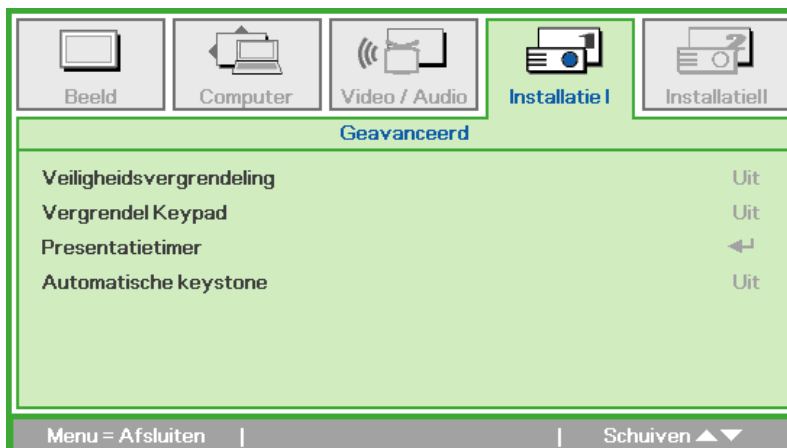 Beeld
Computer
Video / Audio
Installatie I
InstallatieII
Geavanceerd
Veiligheidsvergrendeling Uit
Vergrendel Keypad Uit
Presentatietimer
Automatische keystone Uit
Menu = Afsluiten | | Schuiven ▲▼